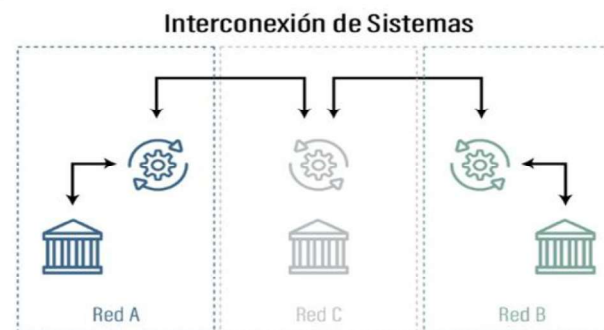 Interconexión de Sistemas
Red A
Red C
Red B